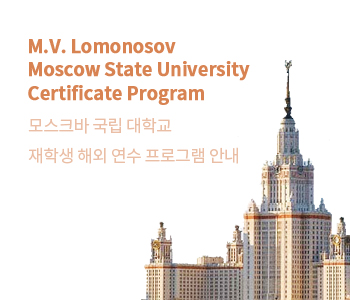 M.V. Lomonosov
Moscow State University
Certificate Program
모스크바 국립 대학교
재학생 해외 연수 프로그램 안내